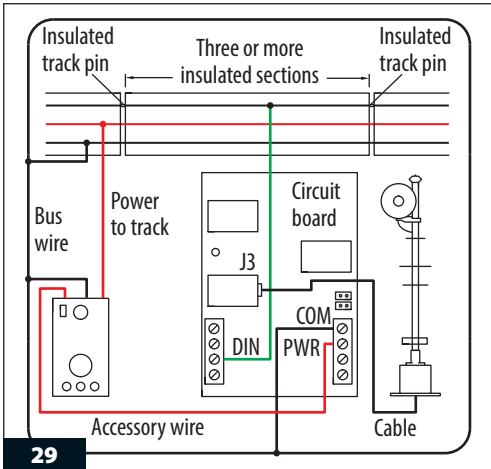 Insulated
track pin
Three or more
insulated sections
Insulated
track pin
Bus
wire
Power
to track
Circuit
board
J3
COM
DIN
PWR
Accessory wire
Cable
29